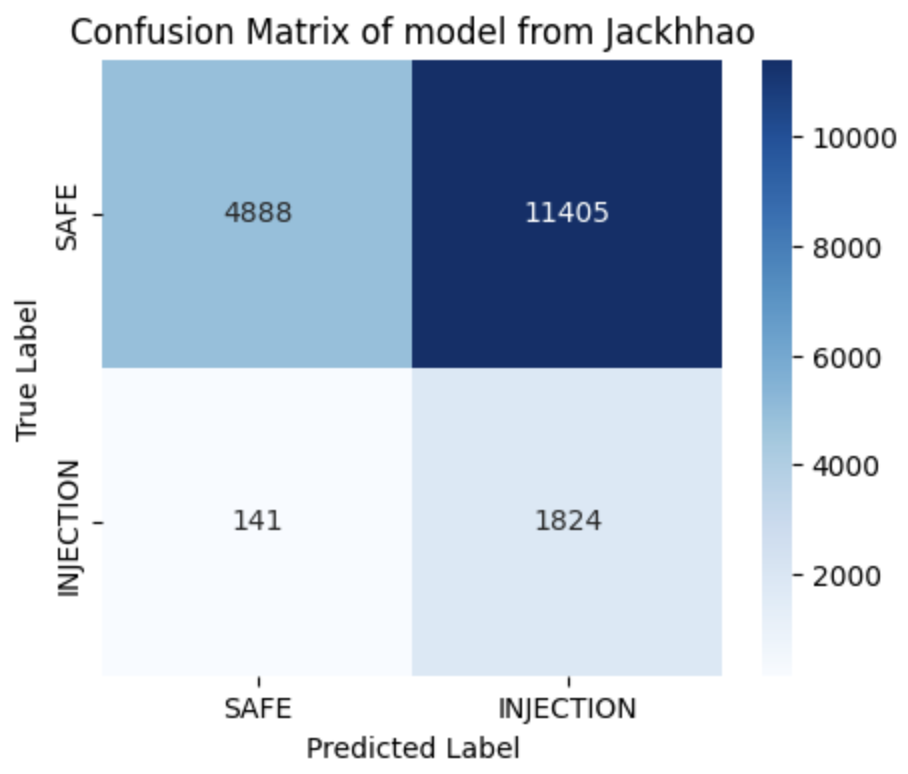 Confusion Matrix of model from Jackhhao
SAFE
4888
11405
INJECTION
141
1824
True Label
SAFE
INJECTION
Predicted Label
10000
8000
6000
4000
2000